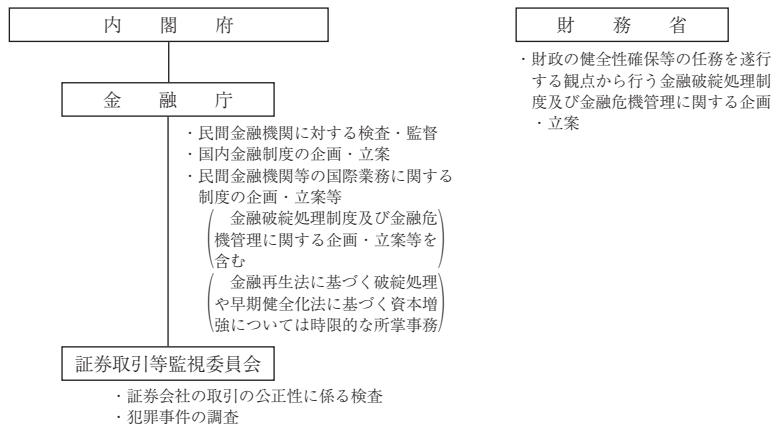 内閣府
金融庁
・民間金融機関に対する検査・監督
・国内金融制度の企画・立案
・民間金融機関等の国際業務に関する
制度の企画・立案等
金融破綻処理制度及び金融危
機管理に関する企画・立案等を
含む
金融再生法に基づく破綻処理
や早期健全化法に基づく資本増
強については時限的な所掌事務
証券取引等監視委員会
・証券会社の取引の公正性に係る検査
・犯罪事件の調査
財務省
・財政の健全性確保等の任務を遂行
する観点から行う金融破綻処理制
度及び金融危機管理に関する企画
・立案